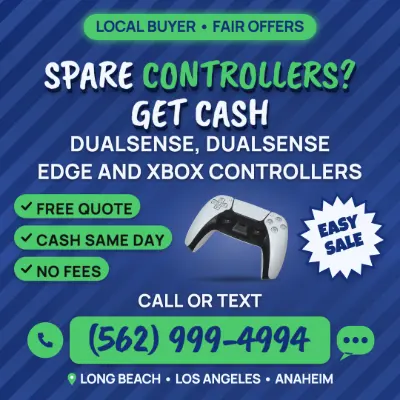 LOCAL BUYER • FAIR OFFERS
SPARE CONTROLLERS?
GET CASH
DUALSENSE, DUALSENSE
EDGE AND XBOX CONTROLLERS
FREE QUOTE
CASH SAME DAY
NO FEES
EASY
SALE
CALL OR TEXT
(562) 999-4994
LONG BEACH • LOS ANGELES • ANAHEIM